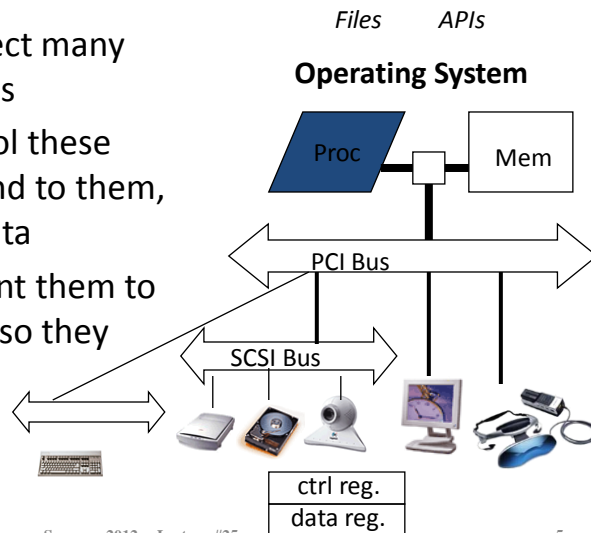 Files APIs
ect many
s
Operating System
ol these
nd to them,
ta
Proc
Mem
nt them to
so they
PCI Bus
SCSI Bus
ctrl reg.
data reg.